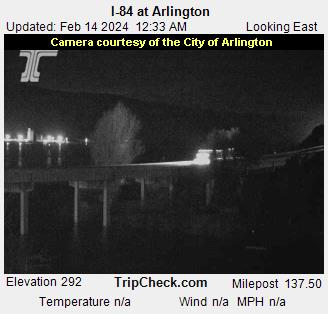 I-84 at Arlington
Updated: Feb 14 2024 12:33 AM Looking East
Camera courtesy of the City of Arlington
Elevation 292 TripCheck.com Milepost 137.50
Temperature n/a Wind n/a MPH n/a